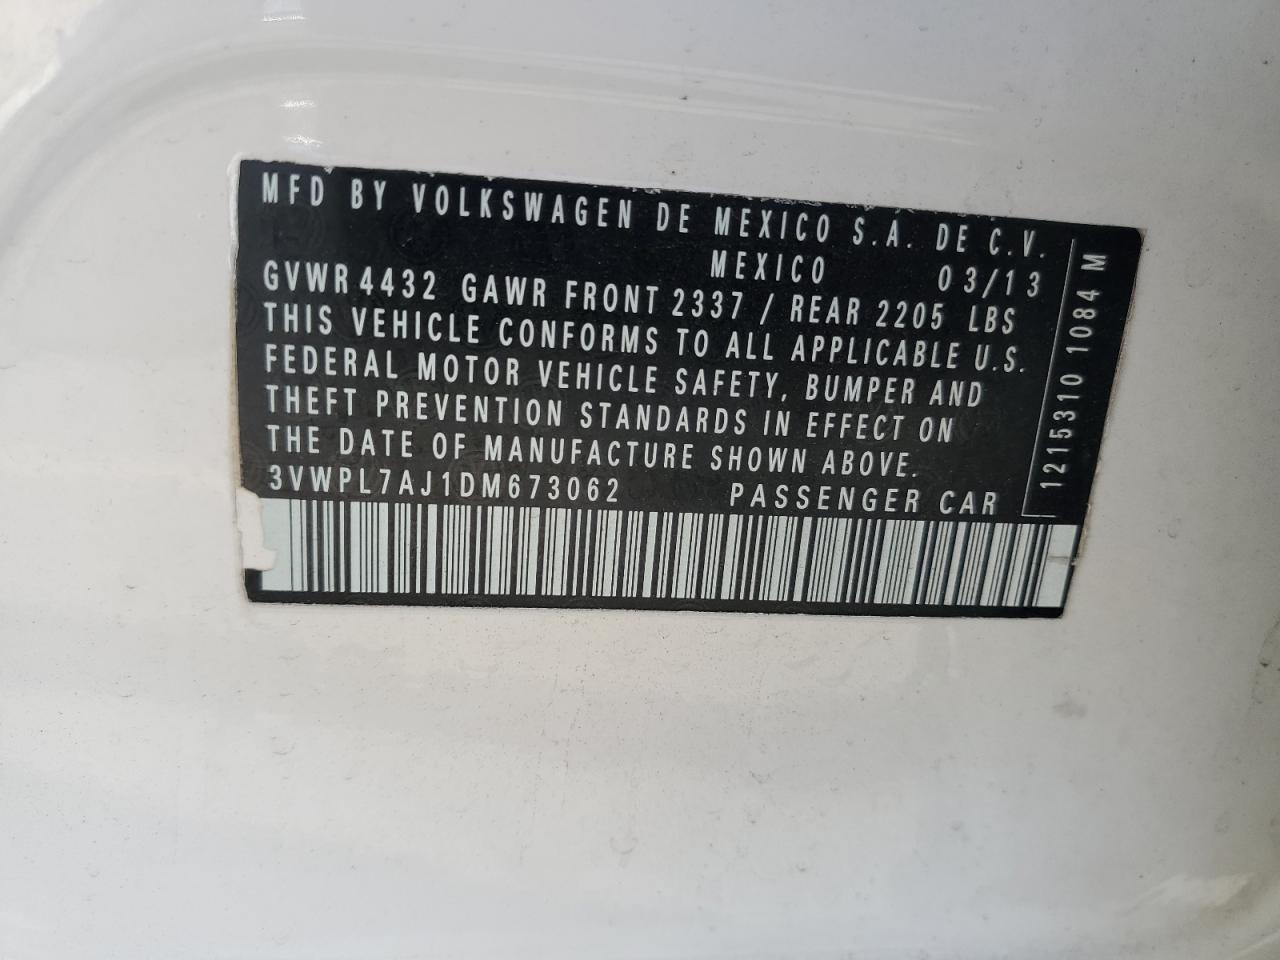 MFD BY VOLKSWAGEN DE MEXICO S.A. DE C.V.
MEXICO 03/13
GVWR 4432 GAWR FRONT 2337 / REAR 2205 LBS
THIS VEHICLE CONFORMS TO ALL APPLICABLE U.S.
FEDERAL MOTOR VEHICLE SAFETY, BUMPER AND
THEFT PREVENTION STANDARDS IN EFFECT ON
THE DATE OF MANUFACTURE SHOWN ABOVE.
3VWPL7AJ1DM673062 PASSENGER CAR
1215310 1084 M